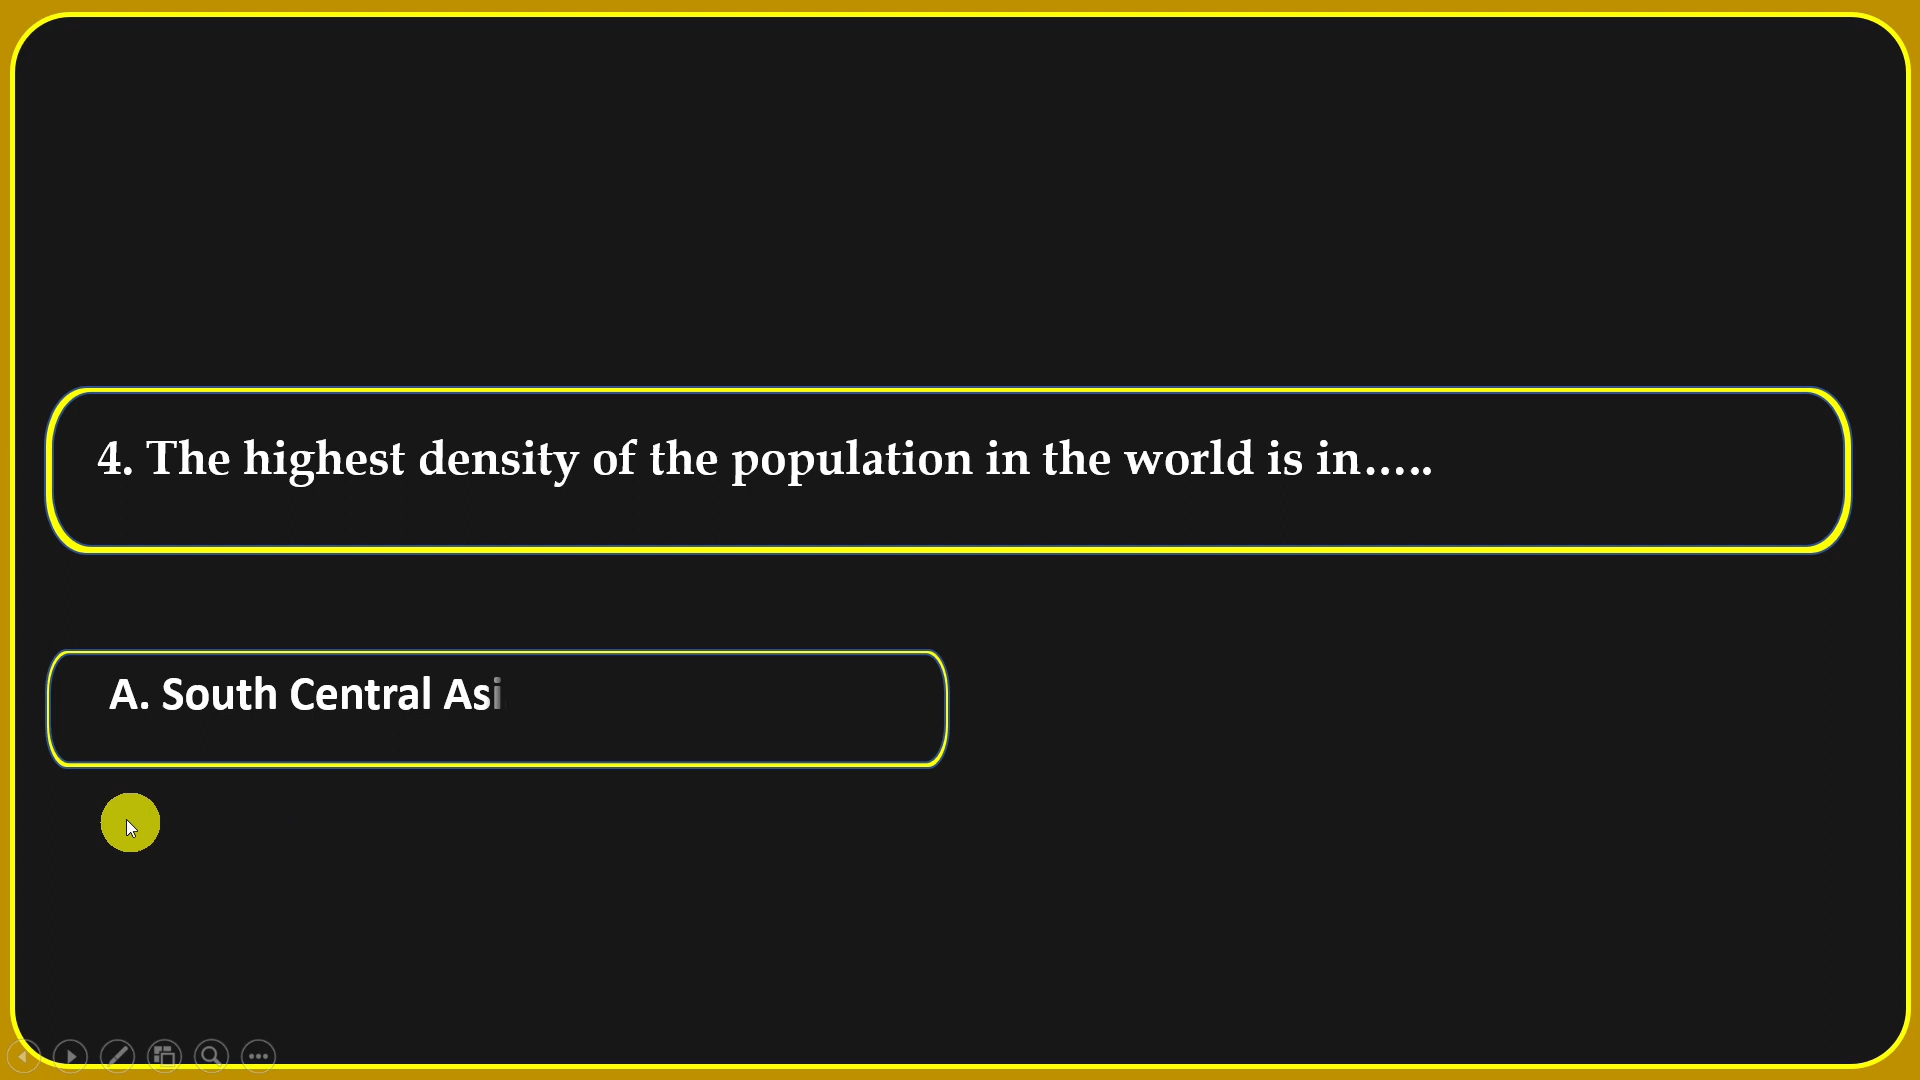 4. The highest density of the population in the world is in.....
A. South Central Asi